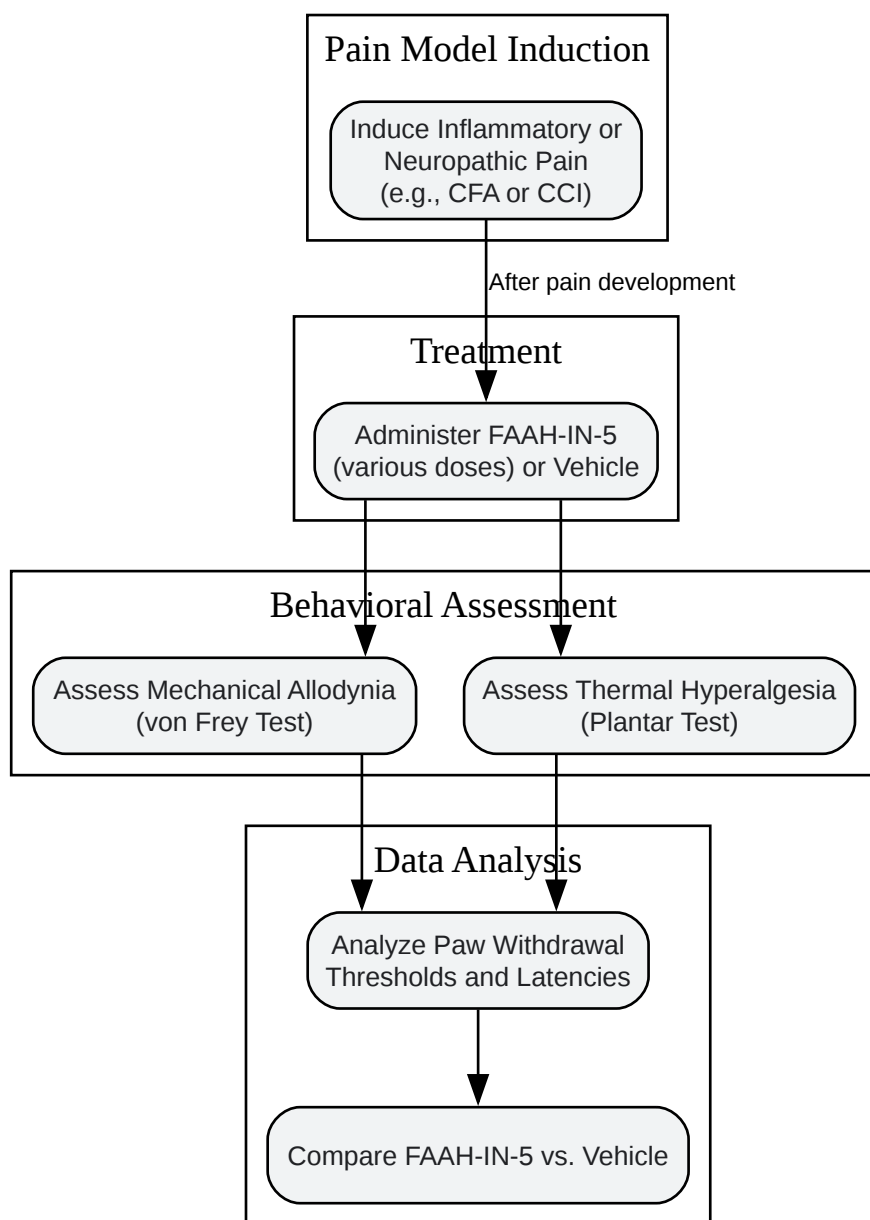 Pain Model Induction
Induce Inflammatory or
Neuropathic Pain
(e.g., CFA or CCI)
After pain development
Treatment
Administer FAAH-IN-5
(various doses) or Vehicle
Behavioral Assessment
Assess Mechanical Allodynia
(von Frey Test)
Assess Thermal Hyperalgesia
(Plantar Test)
Data Analysis
Analyze Paw Withdrawal
Thresholds and Latencies
Compare FAAH-IN-5 vs. Vehicle